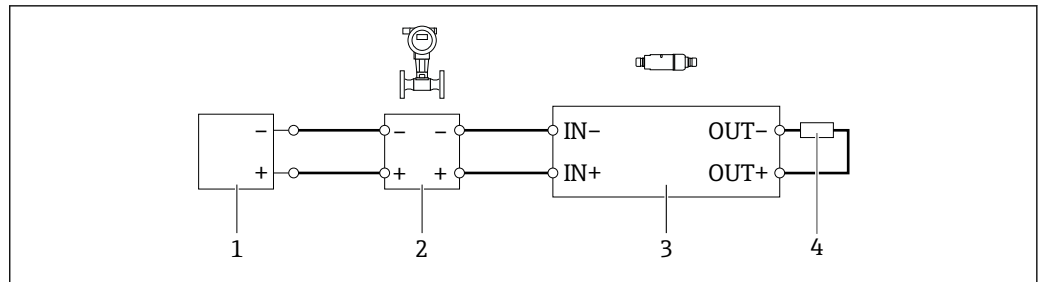 − − − IN− OUT−
+ + + IN+ OUT+
1 2 3 4